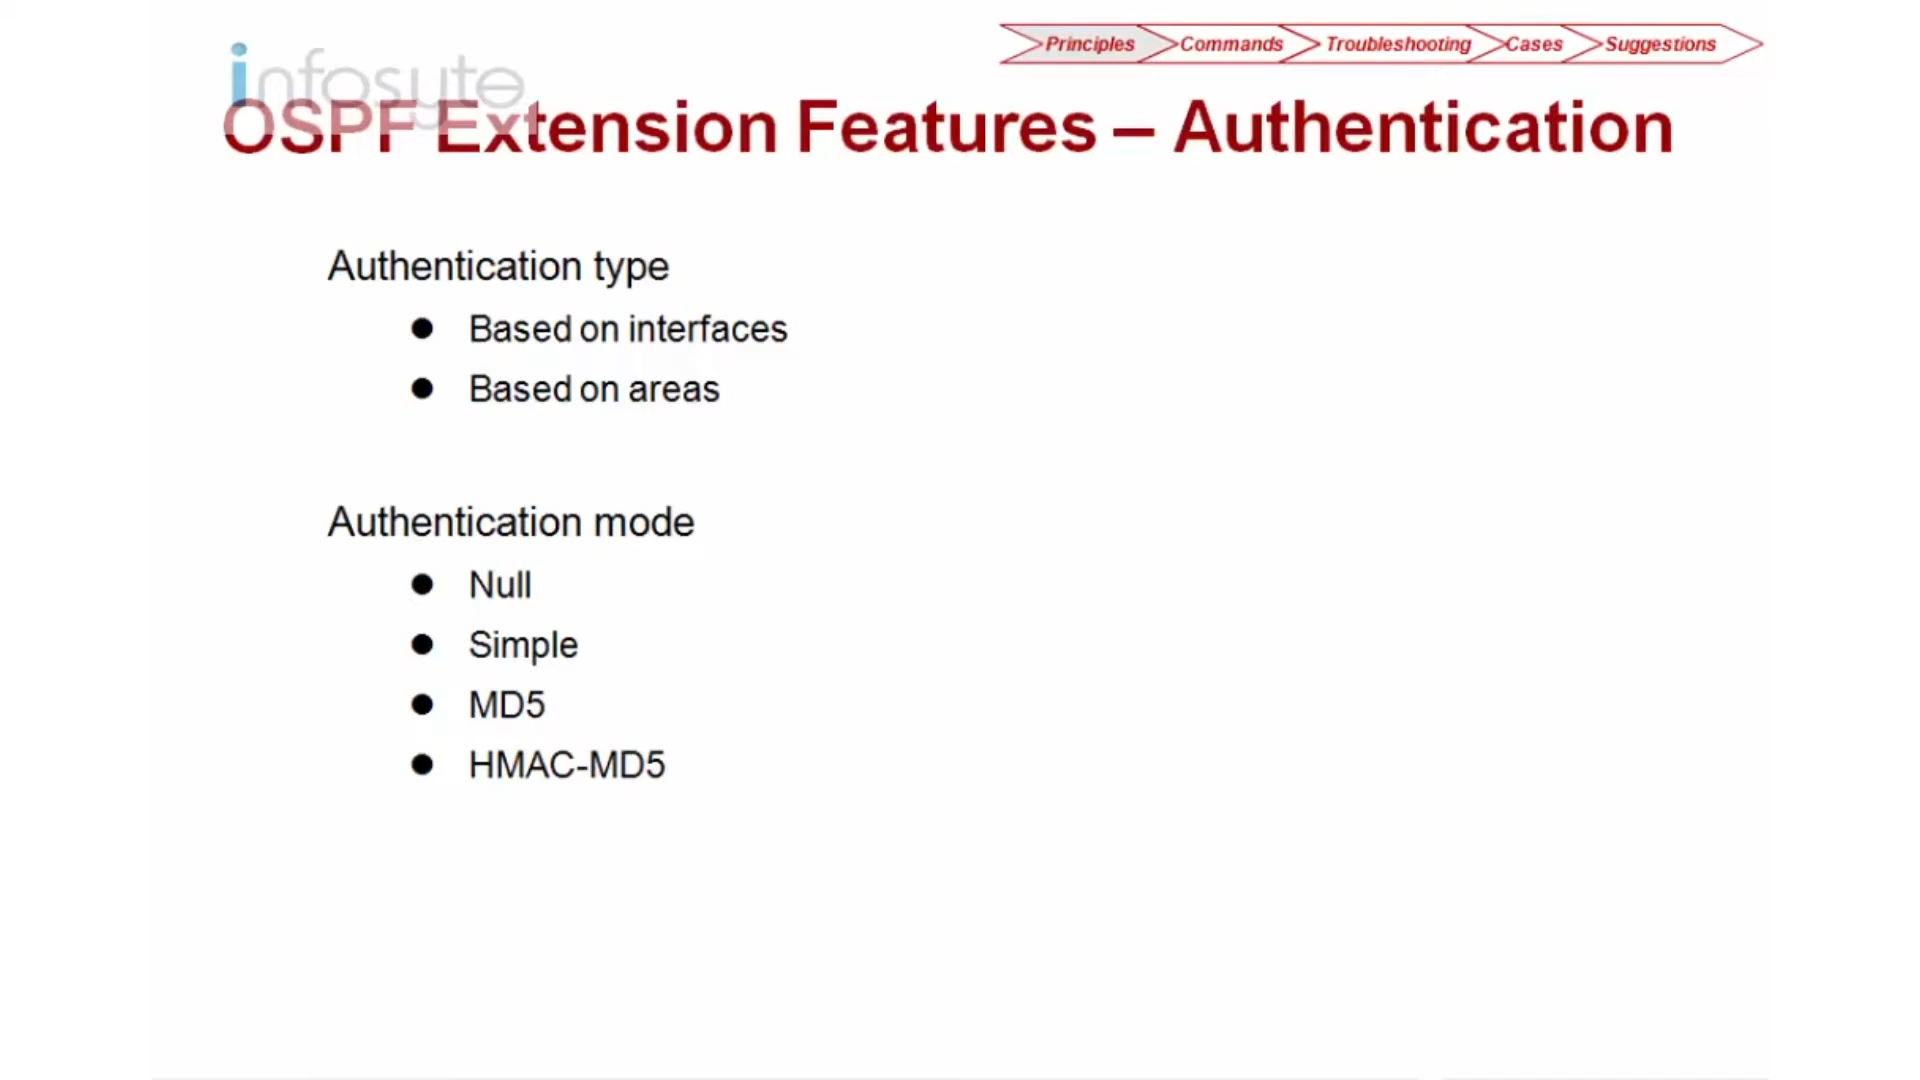 Principles Commands Troubleshooting Cases Suggestions
infosyte
OSPF Extension Features – Authentication
Authentication type
● Based on interfaces
● Based on areas
Authentication mode
● Null
● Simple
● MD5
● HMAC-MD5